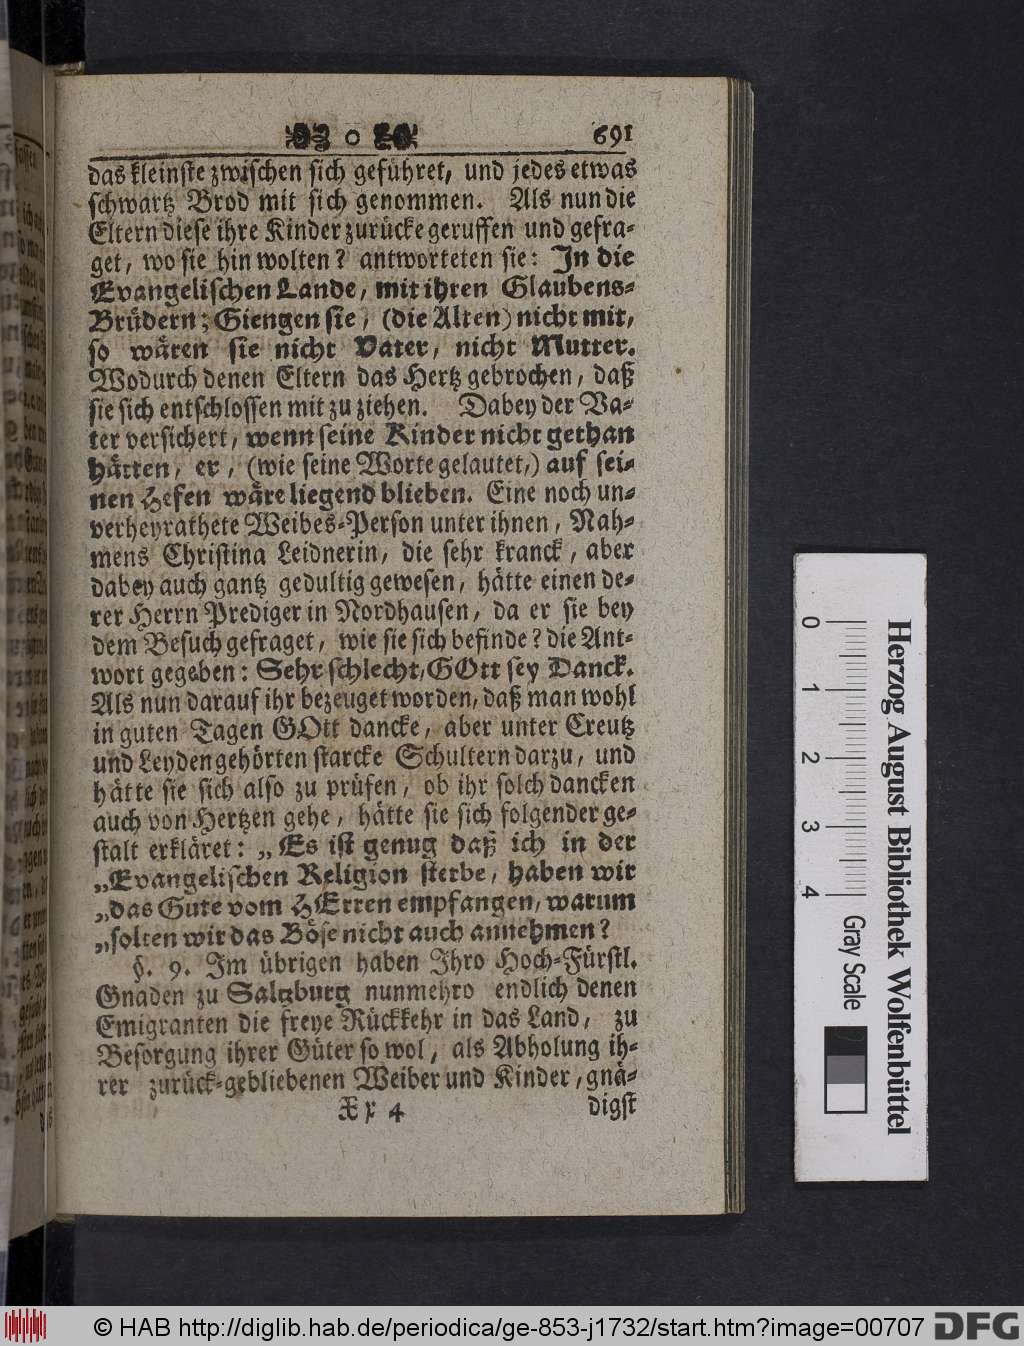 691
das kleinste zwischen sich geführet, und jedes etwas
schwartz Brod mit sich genommen. Als nun die
Eltern diese ihre Kinder zurücke geruffen und gefra-
get, wo sie hin wolten? antworteten sie: In die
Evangelischen Lande, mit ihren Glaubens-
Brüdern; Giengen sie, (die Alten) nicht mit,
so wären sie nicht Vater, nicht Mutter.
Wodurch denen Eltern das Hertz gebrochen, daß
sie sich entschlossen mit zu ziehen. Dabey der Va-
ter versichert, wenn seine Kinder nicht gethan
hätten, er, (wie seine Worte gelautet,) auf sei-
nen Hefen wäre liegend blieben. Eine noch un-
verheyrathete Weibes-Person unter ihnen, Nah-
mens Christina Leidnerin, die sehr kranck, aber
dabey auch gantz gedultig gewesen, hätte einen de-
rer Herrn Prediger in Nordhausen, da er sie bey
dem Besuch gefraget, wie sie sich befinde? die Ant-
wort gegeben: Sehr schlecht, GOtt sey Danck.
Als nun darauf ihr bezeuget worden, daß man wohl
in guten Tagen GOtt dancke, aber unter Creutz
und Leyden gehörten starcke Schultern darzu, und
hätte sie sich also zu prüfen, ob ihr solch dancken
auch von Hertzen gehe, hätte sie sich folgender ge-
stalt erkläret: „Es ist genug daß ich in der
„Evangelischen Religion sterbe, haben wir
„das Gute vom HErren empfangen, warum
„solten wir das Böse nicht auch annehmen?
§. 9. Im übrigen haben Ihro Hoch-Fürstl.
Gnaden zu Saltzburg nunmehro endlich denen
Emigranten die freye Rückkehr in das Land, zu
Besorgung ihrer Güter so wol, als Abholung ih-
rer zurück-gebliebenen Weiber und Kinder, gnä-
Xx 4 digst
0 1 2 3 4
Gray Scale
Herzog August Bibliothek Wolfenbüttel
© HAB http://diglib.hab.de/periodica/ge-853-j1732/start.htm?image=00707
DFG